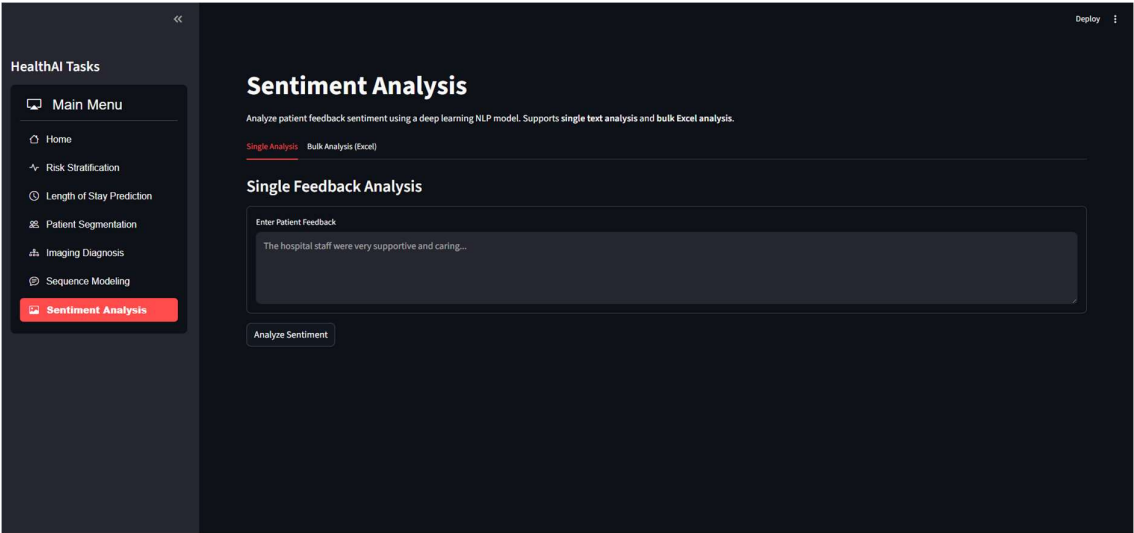 Deploy
HealthAI Tasks
Main Menu
Home
Risk Stratification
Length of Stay Prediction
Patient Segmentation
Imaging Diagnosis
Sequence Modeling
Sentiment Analysis
Sentiment Analysis
Analyze patient feedback sentiment using a deep learning NLP model. Supports single text analysis and bulk Excel analysis.
Single Analysis Bulk Analysis (Excel)
Single Feedback Analysis
Enter Patient Feedback
The hospital staff were very supportive and caring...
Analyze Sentiment